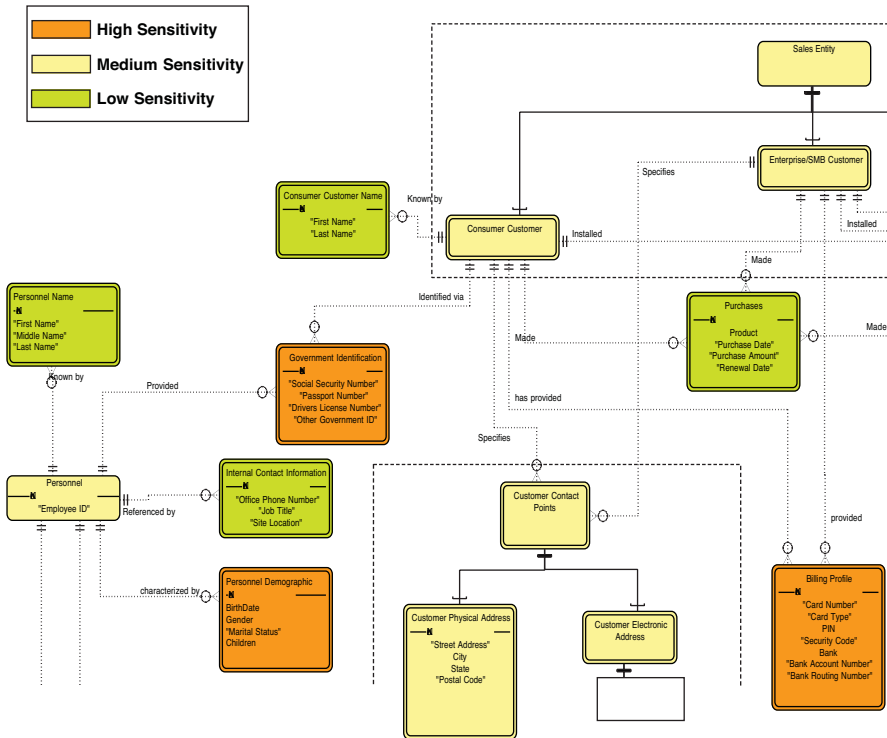 High Sensitivity
Medium Sensitivity
Low Sensitivity
Sales Entity
Enterprise/SMB Customer
Specifies
Consumer Customer Name
N
"First Name"
"Last Name"
Known by
Consumer Customer
Installed
Installed
Made
Identified via
Personnel Name
N
"First Name"
"Middle Name"
"Last Name"
Known by
Provided
Government Identification
N
"Social Security Number"
"Passport Number"
"Drivers License Number"
"Other Government ID"
Made
Purchases
N
Product
"Purchase Date"
"Purchase Amount"
"Renewal Date"
Made
has provided
Specifies
Personnel
N
"Employee ID"
Referenced by
Internal Contact Information
N
"Office Phone Number"
"Job Title"
"Site Location"
Customer Contact
Points
provided
characterized by
Personnel Demographic
N
BirthDate
Gender
"Marital Status"
Children
Customer Physical Address
N
"Street Address"
City
State
"Postal Code"
Customer Electronic
Address
Billing Profile
N
"Card Number"
"Card Type"
PIN
"Security Code"
Bank
"Bank Account Number"
"Bank Routing Number"